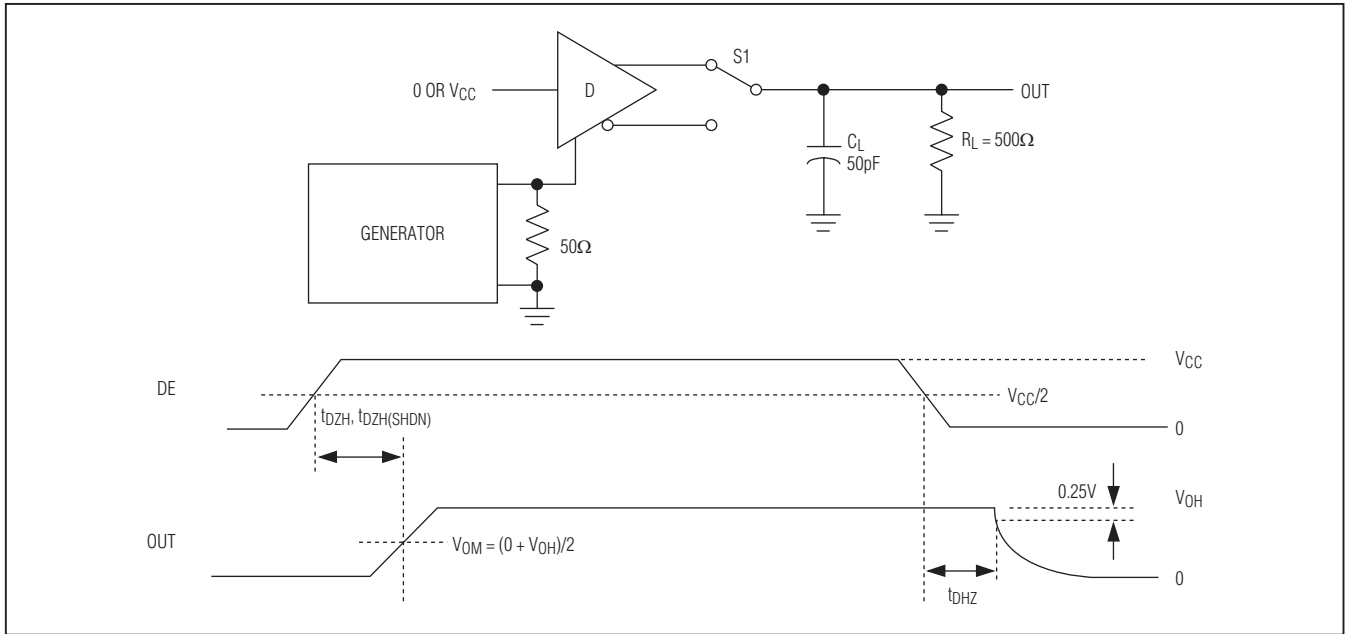 S1
0 OR VCC
D
OUT
CL
50pF
RL = 500Ω
GENERATOR
50Ω
VCC
DE
VCC/2
tDZH, tDZH(SHDN)
0
0.25V
VOH
OUT
VOM = (0 + VOH)/2
0
tDHZ